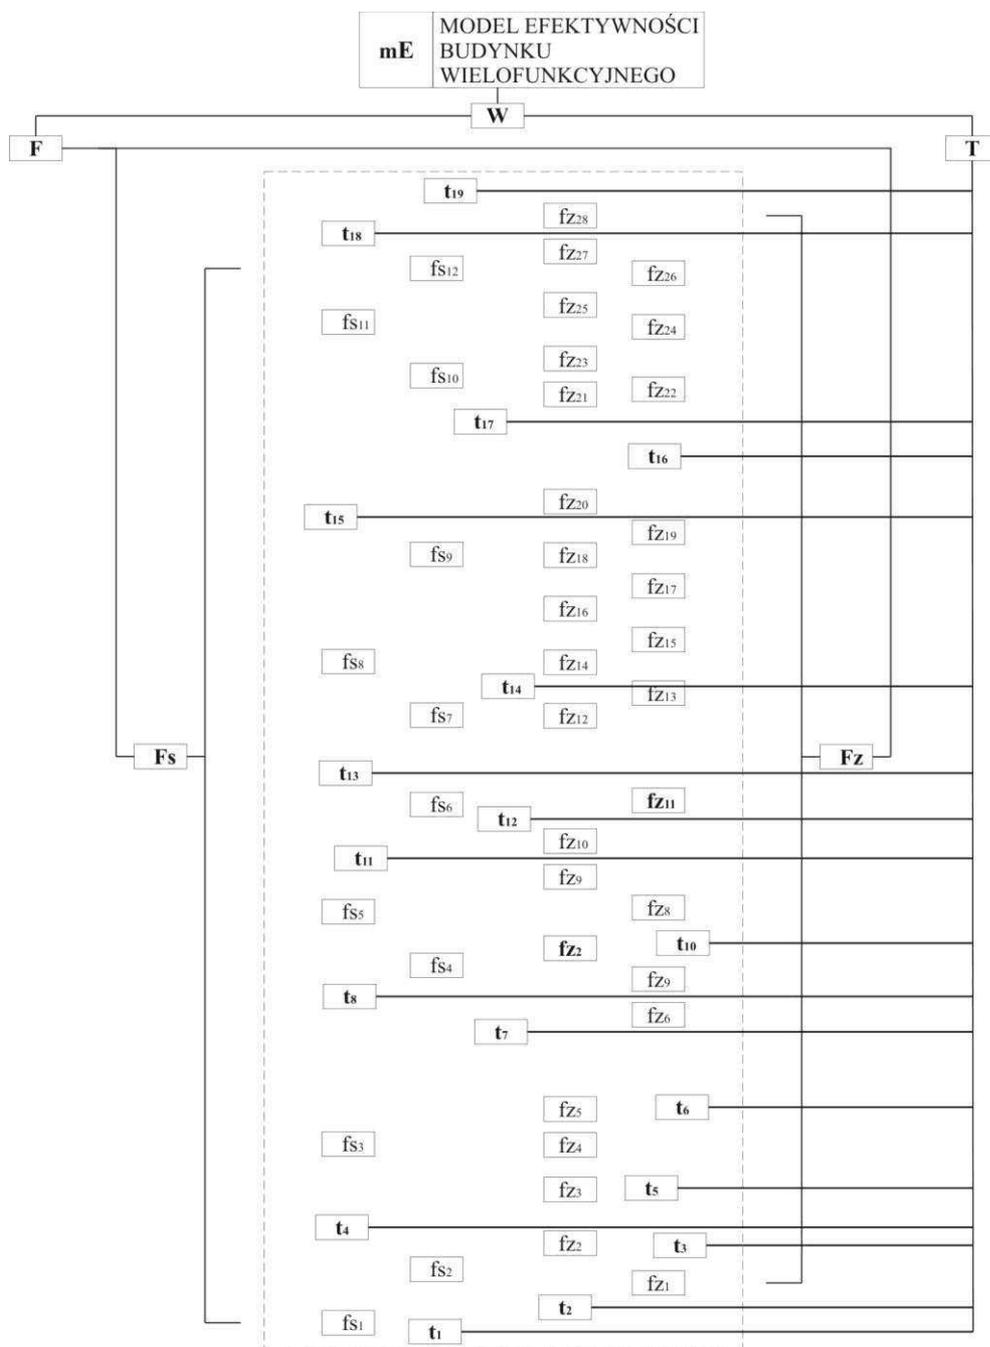 mE
MODEL EFEKTYWNOŚCI
BUDYNKU
WIELOFUNKCYJNEGO
W
F
T
t19
fz28
t18
fz27
fs12
fz26
fz25
fs11
fz24
fz23
fs10
fz22
fz21
t17
t16
fz20
t15
fz19
fs9
fz18
fz17
fz16
fz15
fs8
fz14
t14
fz13
fs7
fz12
Fs
Fz
t13
fz11
fs6
t12
fz10
t11
fz9
fs5
fz8
t10
fz2
fs4
fz9
t8
fz6
t7
t6
fz5
fs3
fz4
t5
fz3
t4
fz2
t3
fs2
fz1
t2
fs1
t1